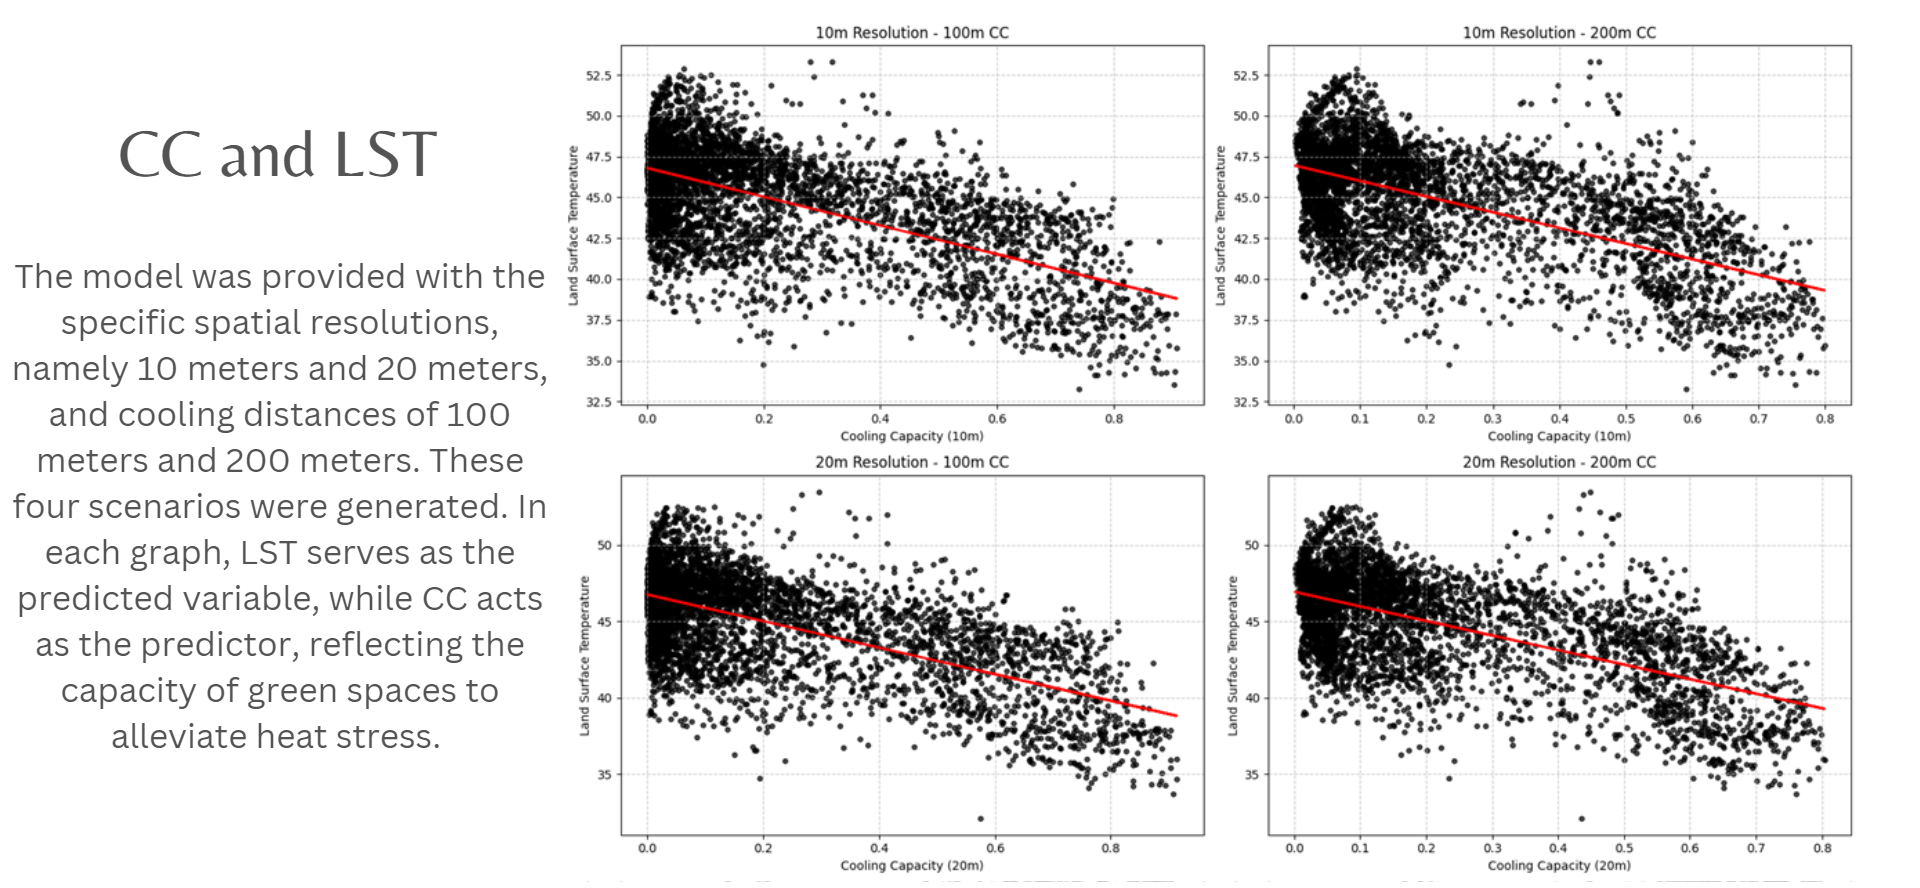 CC and LST
The model was provided with the
specific spatial resolutions,
namely 10 meters and 20 meters,
and cooling distances of 100
meters and 200 meters. These
four scenarios were generated. In
each graph, LST serves as the
predicted variable, while CC acts
as the predictor, reflecting the
capacity of green spaces to
alleviate heat stress.
10m Resolution - 100m CC
Land Surface Temperature
52.5
50.0
47.5
45.0
42.5
40.0
37.5
35.0
32.5
0.0 0.2 0.4 0.6 0.8
Cooling Capacity (10m)
10m Resolution - 200m CC
Land Surface Temperature
52.5
50.0
47.5
45.0
42.5
40.0
37.5
35.0
32.5
0.0 0.1 0.2 0.3 0.4 0.5 0.6 0.7 0.8
Cooling Capacity (10m)
20m Resolution - 100m CC
Land Surface Temperature
50
45
40
35
0.0 0.2 0.4 0.6 0.8
Cooling Capacity (20m)
20m Resolution - 200m CC
Land Surface Temperature
50
45
40
35
0.0 0.1 0.2 0.3 0.4 0.5 0.6 0.7 0.8
Cooling Capacity (20m)